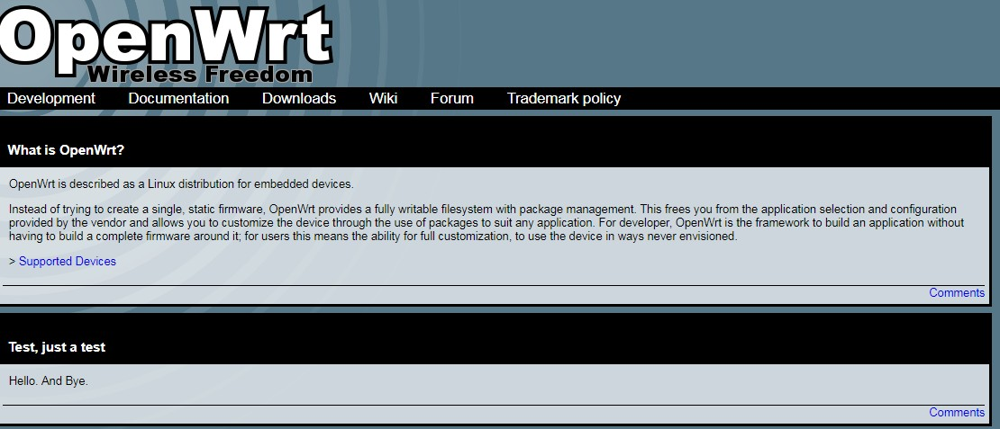 OpenWrt
Wireless Freedom
Development Documentation Downloads Wiki Forum Trademark policy
What is OpenWrt?
OpenWrt is described as a Linux distribution for embedded devices.
Instead of trying to create a single, static firmware, OpenWrt provides a fully writable filesystem with package management. This frees you from the application selection and configuration
provided by the vendor and allows you to customize the device through the use of packages to suit any application. For developer, OpenWrt is the framework to build an application without
having to build a complete firmware around it; for users this means the ability for full customization, to use the device in ways never envisioned.
> Supported Devices
Comments
Test, just a test
Hello. And Bye.
Comments